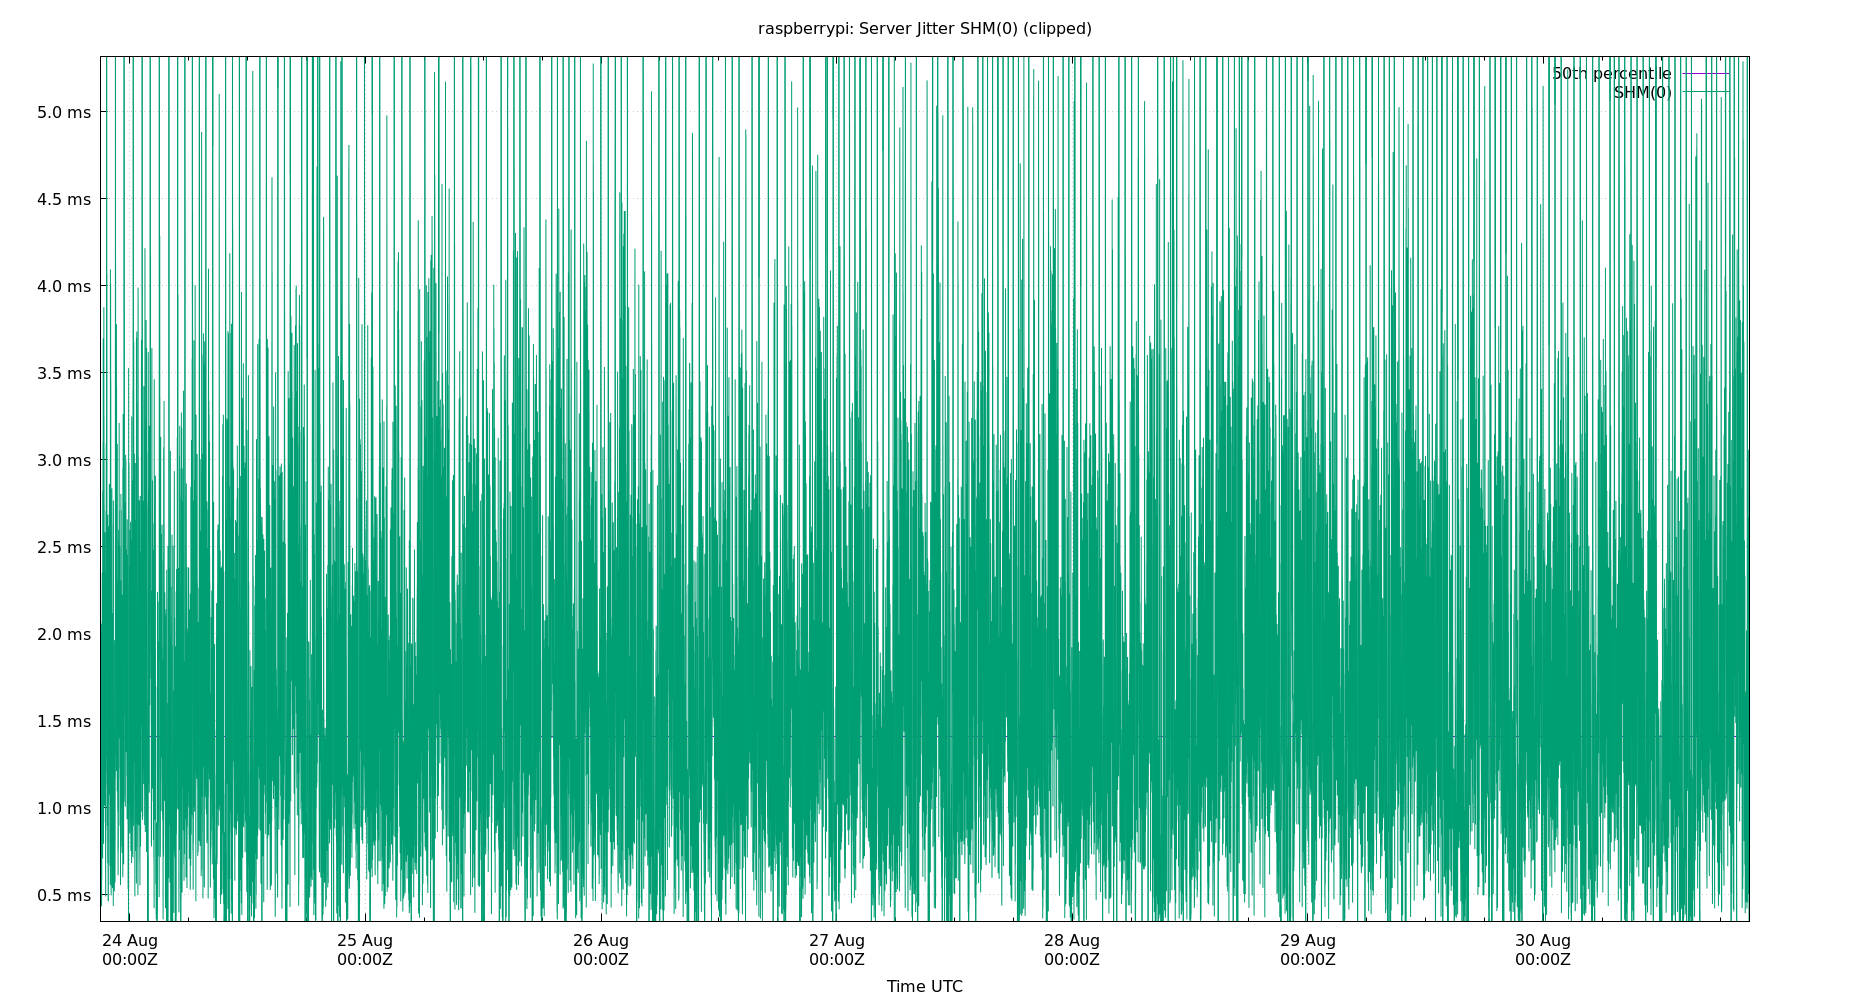 raspberrypi: Server Jitter SHM(0) (clipped)
50th percentile
SHM(0)
5.0 ms
4.5 ms
4.0 ms
3.5 ms
3.0 ms
2.5 ms
2.0 ms
1.5 ms
1.0 ms
0.5 ms
24 Aug 25 Aug 26 Aug 27 Aug 28 Aug 29 Aug 30 Aug
00:00Z 00:00Z 00:00Z 00:00Z 00:00Z 00:00Z 00:00Z
Time UTC